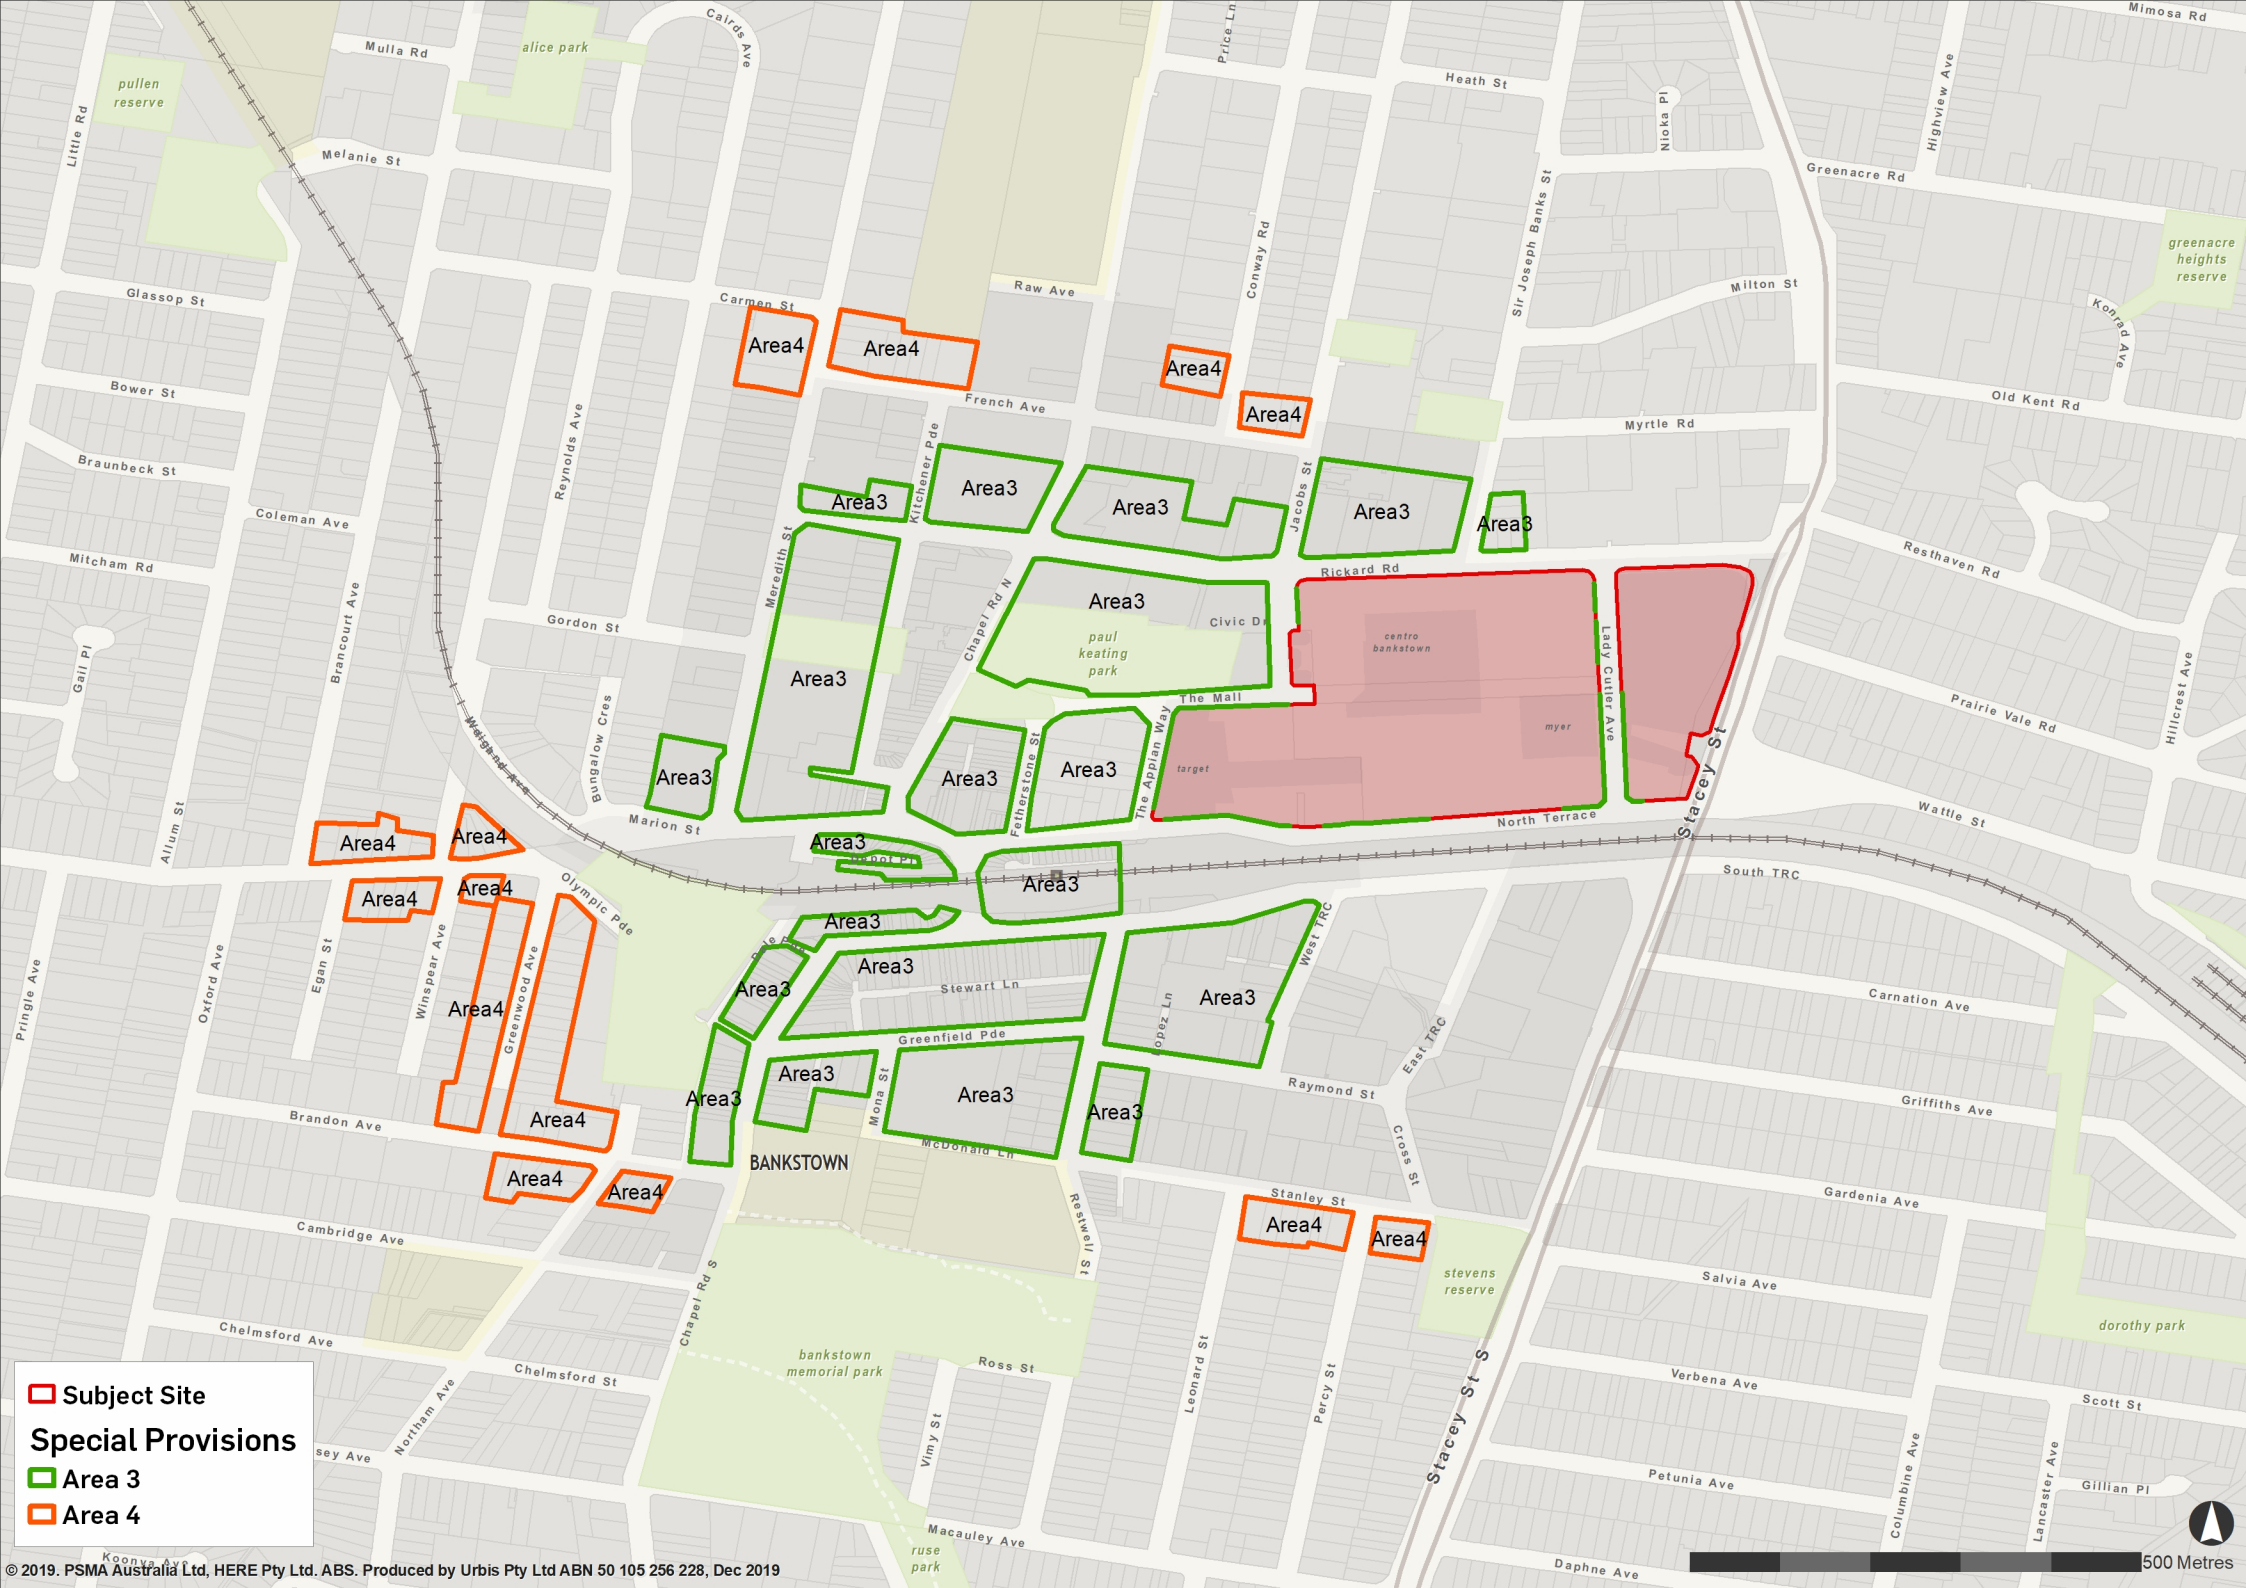 Mimosa Rd
Cairds Ave
Price Ln
Mulla Rd
alice park
Heath St
pullen
reserve
Nioka Pl
Highview Ave
Little Rd
Melanie St
Greenacre Rd
Sir Joseph Banks St
Conway Rd
greenacre
heights
reserve
Glassop St
Carmen St
Raw Ave
Milton St
Konrad Ave
Area4
Area4
Area4
Area4
Bower St
French Ave
Old Kent Rd
Myrtle Rd
Reynolds Ave
Kitchener Pde
Braunbeck St
Jacobs St
Area3
Area3
Area3
Area3
Area3
Coleman Ave
Mitcham Rd
Meredith St
Rickard Rd
Resthaven Rd
Brancourt Ave
Gordon St
Chapel Rd N
Area3
Civic Dr
paul
keating
park
centro
bankstown
Lady Cutler Ave
Gail Pl
Area3
The Mall
Prairie Vale Rd
Hillcrest Ave
Weigand Ave
Bungalow Cres
Area3
Area3
Fetherstone St
Area3
The Appian Way
target
myer
Stacey St
Marion St
North Terrace
Wattle St
Allum St
Area4
Area4
Area3
Depot Pl
Area3
South TRC
Area4
Area4
Olympic Pde
Area3
West TRC
Area3
Area3
Stewart Ln
Area3
Lopez Ln
Carnation Ave
Pringle Ave
Oxford Ave
Egan St
Winspear Ave
Area4
Greenwood Ave
Greenfield Pde
East TRC
Area3
Area3
Area3
Mona St
Area3
Raymond St
Griffiths Ave
Brandon Ave
Area4
McDonald Ln
Cross St
BANKSTOWN
Area4
Area4
Stanley St
Area4
Area4
Gardenia Ave
Restwell St
Cambridge Ave
Chapel Rd S
stevens
reserve
Salvia Ave
dorothy park
Chelmsford Ave
bankstown
memorial park
Ross St
Chelmsford St
Leonard St
Percy St
Stacey St S
Verbena Ave
Scott St
Northam Ave
Vimy St
sey Ave
Petunia Ave
Columbine Ave
Lancaster Ave
Gillian Pl
Macauley Ave
ruse
park
Daphne Ave
Koonya Ave
Subject Site
Special Provisions
Area 3
Area 4
© 2019. PSMA Australia Ltd, HERE Pty Ltd. ABS. Produced by Urbis Pty Ltd ABN 50 105 256 228, Dec 2019
500 Metres